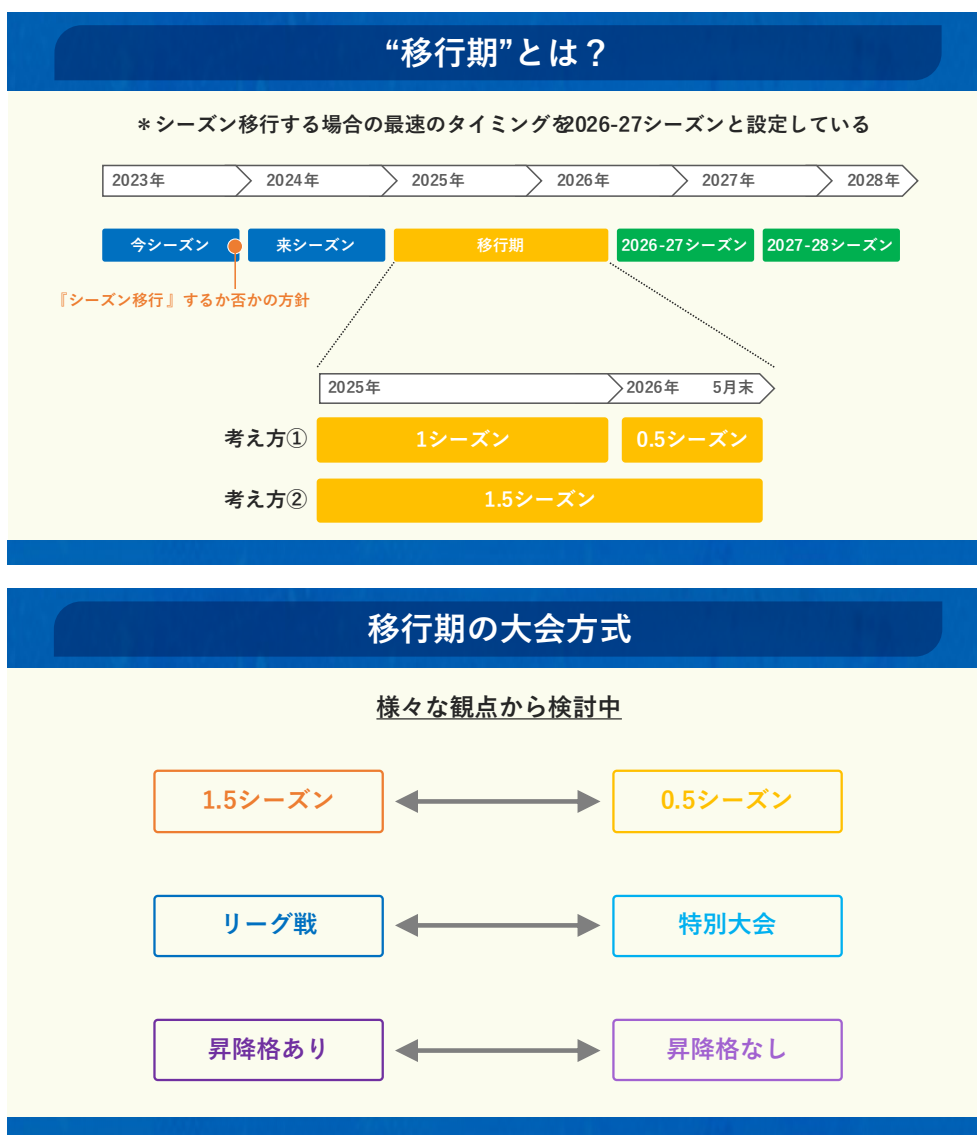 “移行期”とは？
＊シーズン移行する場合の最速のタイミングを2026-27シーズンと設定している
2023年 2024年 2025年 2026年 2027年 2028年
今シーズン 来シーズン 移行期 2026-27シーズン 2027-28シーズン
『シーズン移行』するか否かの方針
2025年 2026年 5月末
考え方① 1シーズン 0.5シーズン
考え方② 1.5シーズン
移行期の大会方式
様々な観点から検討中
1.5シーズン 0.5シーズン
リーグ戦 特別大会
昇降格あり 昇降格なし